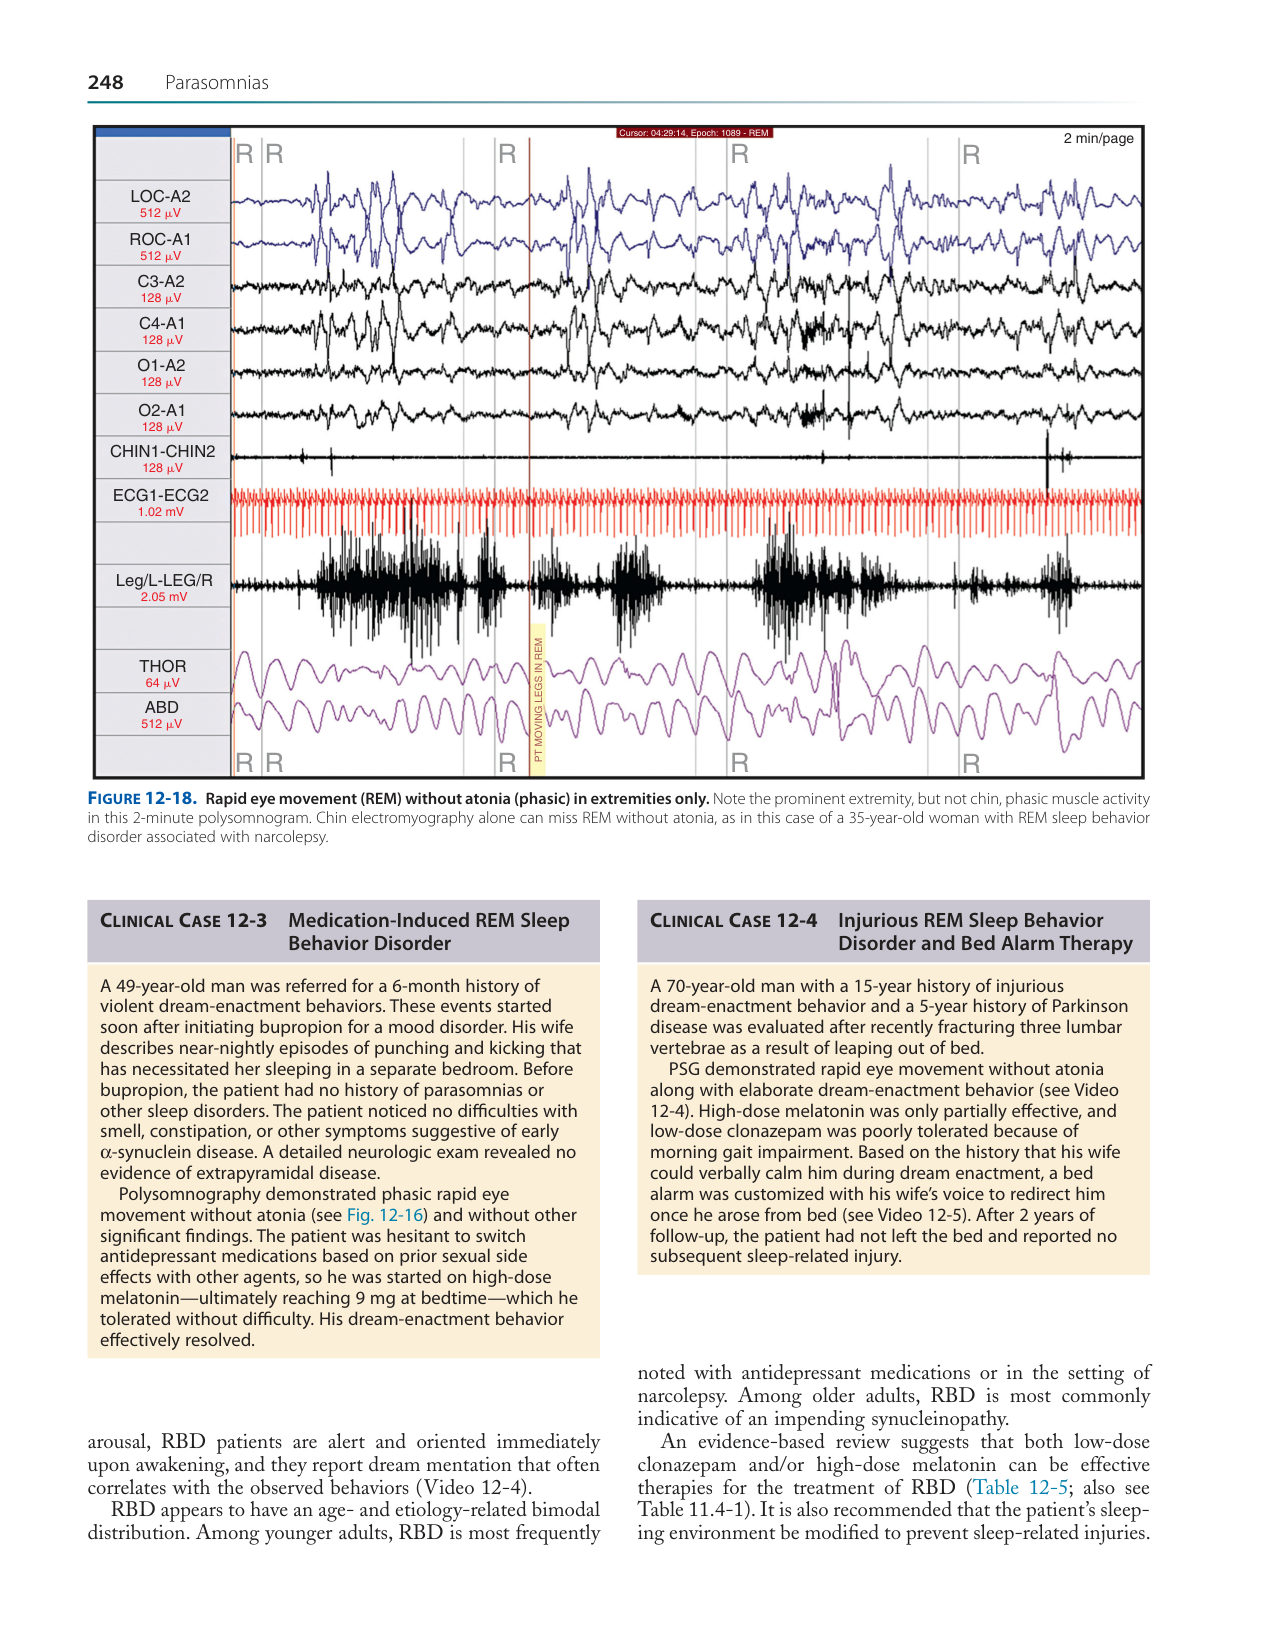 248 Parasomnias
Cursor: 04:29:14, Epoch: 1089 - REM
2 min/page
R R R R R
LOC-A2
512 µV
ROC-A1
512 µV
C3-A2
128 µV
C4-A1
128 µV
O1-A2
128 µV
O2-A1
128 µV
CHIN1-CHIN2
128 µV
ECG1-ECG2
1.02 mV
Leg/L-LEG/R
2.05 mV
THOR
64 µV
ABD
512 µV
PT MOVING LEGS IN REM
R R R R R
FIGURE 12-18. Rapid eye movement (REM) without atonia (phasic) in extremities only. Note the prominent extremity, but not chin, phasic muscle activity
in this 2-minute polysomnogram. Chin electromyography alone can miss REM without atonia, as in this case of a 35-year-old woman with REM sleep behavior
disorder associated with narcolepsy.
CLINICAL CASE 12-3 Medication-Induced REM Sleep
Behavior Disorder
A 49-year-old man was referred for a 6-month history of
violent dream-enactment behaviors. These events started
soon after initiating bupropion for a mood disorder. His wife
describes near-nightly episodes of punching and kicking that
has necessitated her sleeping in a separate bedroom. Before
bupropion, the patient had no history of parasomnias or
other sleep disorders. The patient noticed no difficulties with
smell, constipation, or other symptoms suggestive of early
α-synuclein disease. A detailed neurologic exam revealed no
evidence of extrapyramidal disease.
Polysomnography demonstrated phasic rapid eye
movement without atonia (see Fig. 12-16) and without other
significant findings. The patient was hesitant to switch
antidepressant medications based on prior sexual side
effects with other agents, so he was started on high-dose
melatonin—ultimately reaching 9 mg at bedtime—which he
tolerated without difficulty. His dream-enactment behavior
effectively resolved.
arousal, RBD patients are alert and oriented immediately
upon awakening, and they report dream mentation that often
correlates with the observed behaviors (Video 12-4).
RBD appears to have an age- and etiology-related bimodal
distribution. Among younger adults, RBD is most frequently
CLINICAL CASE 12-4 Injurious REM Sleep Behavior
Disorder and Bed Alarm Therapy
A 70-year-old man with a 15-year history of injurious
dream-enactment behavior and a 5-year history of Parkinson
disease was evaluated after recently fracturing three lumbar
vertebrae as a result of leaping out of bed.
PSG demonstrated rapid eye movement without atonia
along with elaborate dream-enactment behavior (see Video
12-4). High-dose melatonin was only partially effective, and
low-dose clonazepam was poorly tolerated because of
morning gait impairment. Based on the history that his wife
could verbally calm him during dream enactment, a bed
alarm was customized with his wife's voice to redirect him
once he arose from bed (see Video 12-5). After 2 years of
follow-up, the patient had not left the bed and reported no
subsequent sleep-related injury.
noted with antidepressant medications or in the setting of
narcolepsy. Among older adults, RBD is most commonly
indicative of an impending synucleinopathy.
An evidence-based review suggests that both low-dose
clonazepam and/or high-dose melatonin can be effective
therapies for the treatment of RBD (Table 12-5; also see
Table 11.4-1). It is also recommended that the patient's sleep-
ing environment be modified to prevent sleep-related injuries.